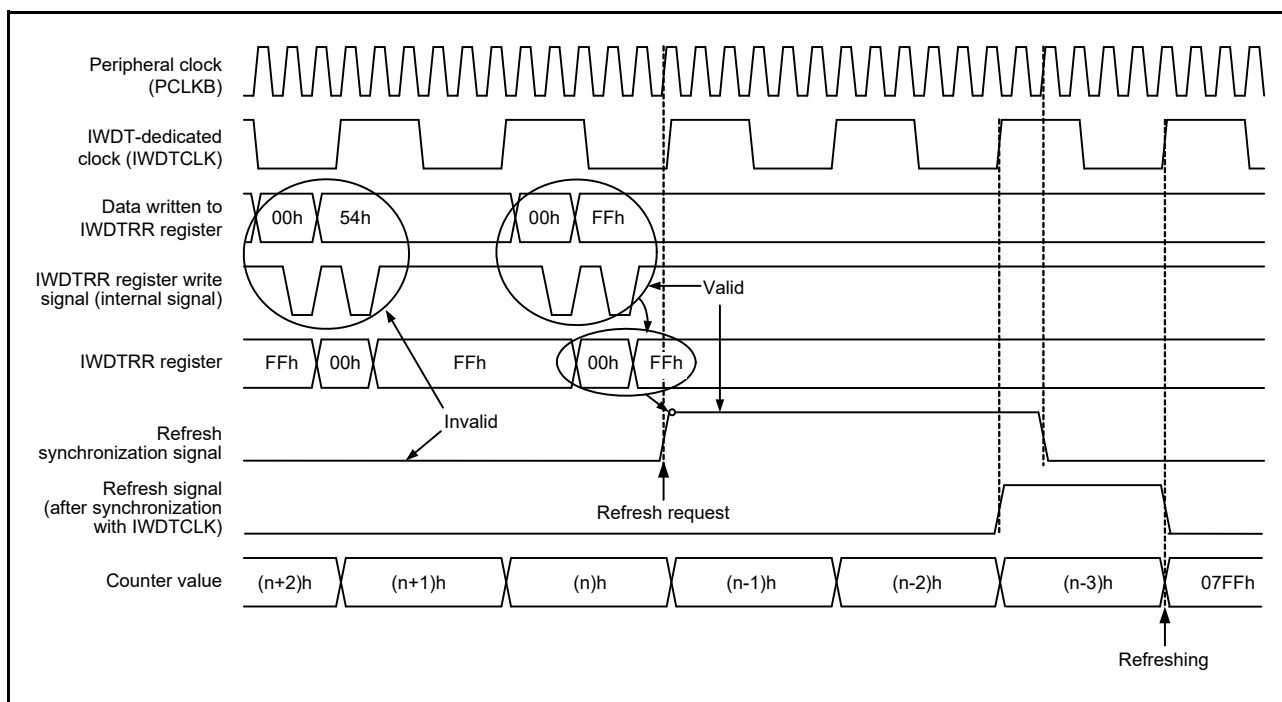 Peripheral clock
(PCLKB)
IWDT-dedicated
clock (IWDTCLK)
Data written to
IWDTRR register
00h
54h
00h
FFh
IWDTRR register write
signal (internal signal)
Valid
IWDTRR register
FFh
00h
FFh
00h
FFh
Invalid
Refresh
synchronization signal
Refresh request
Refresh signal
(after synchronization
with IWDTCLK)
Counter value
(n+2)h
(n+1)h
(n)h
(n-1)h
(n-2)h
(n-3)h
07FFh
Refreshing